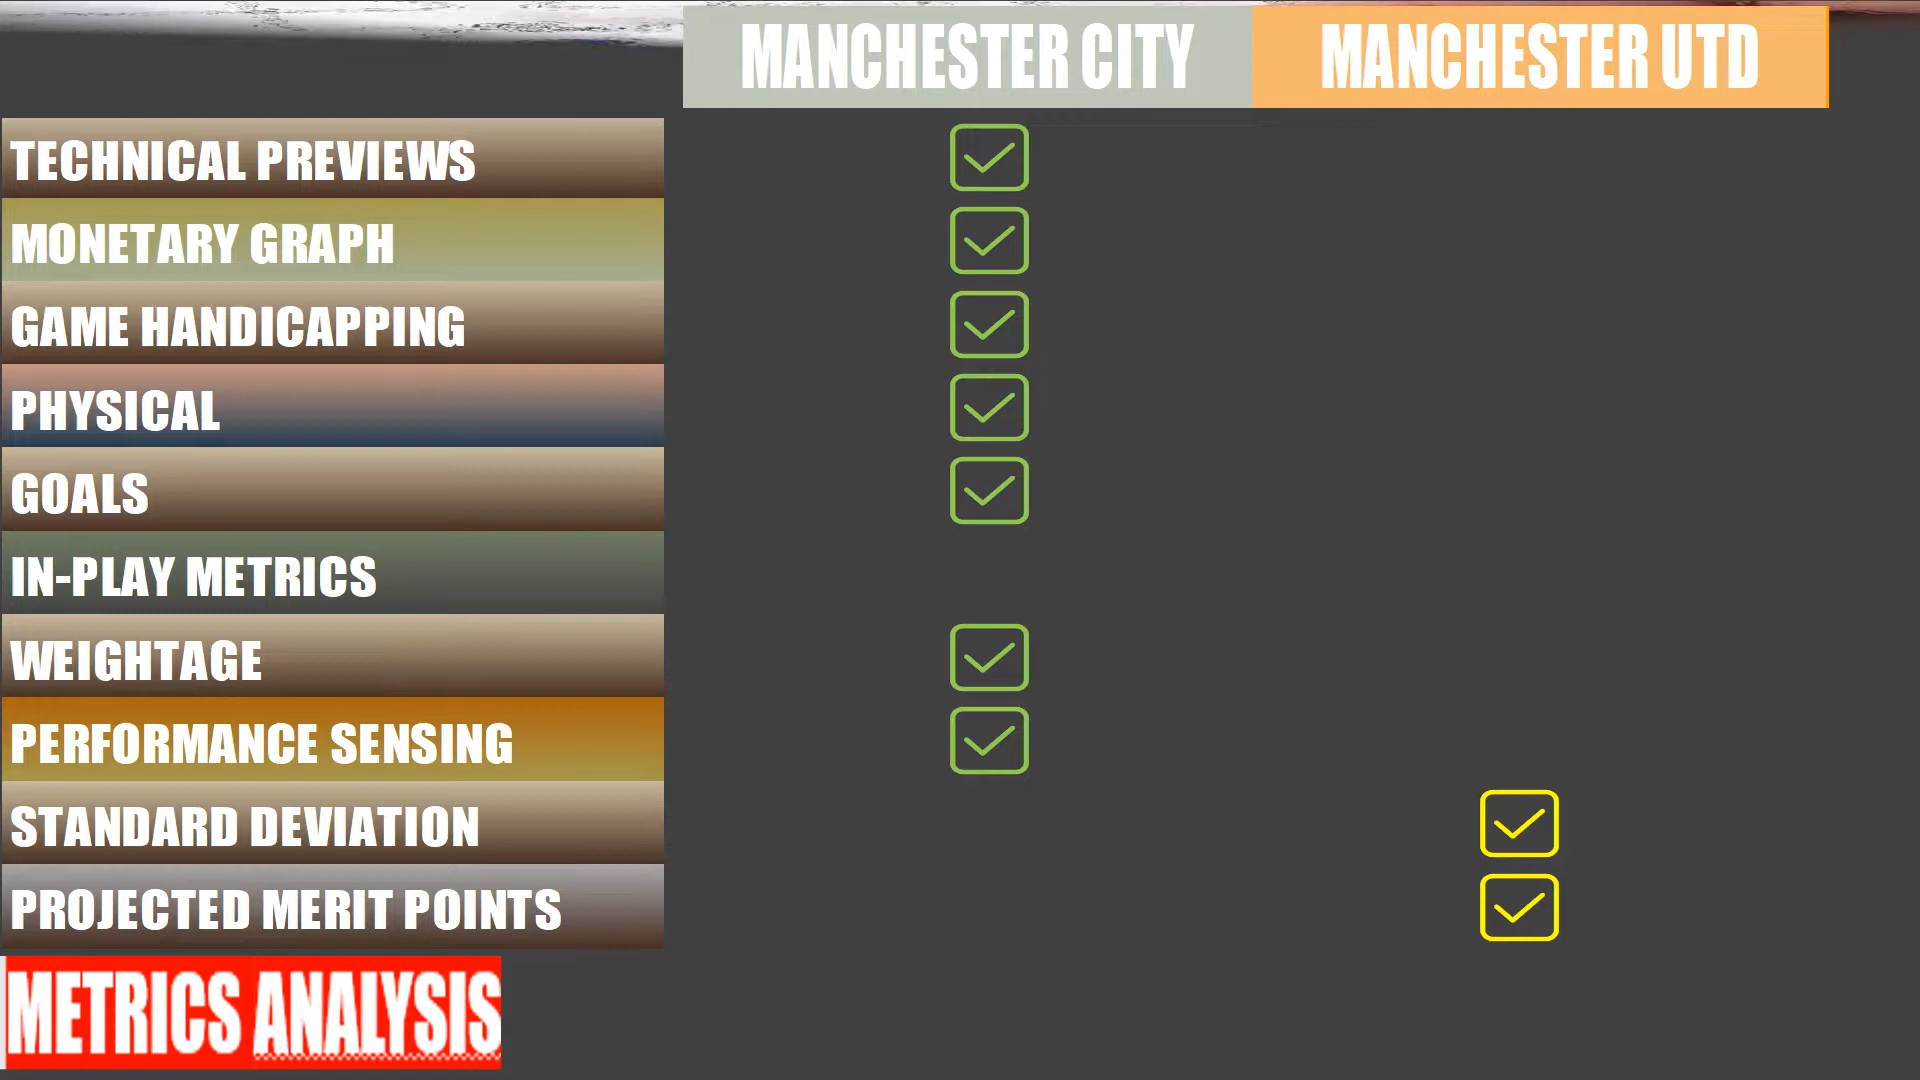 MANCHESTER CITY MANCHESTER UTD
TECHNICAL PREVIEWS
MONETARY GRAPH
GAME HANDICAPPING
PHYSICAL
GOALS
IN-PLAY METRICS
WEIGHTAGE
PERFORMANCE SENSING
STANDARD DEVIATION
PROJECTED MERIT POINTS
METRICS ANALYSIS